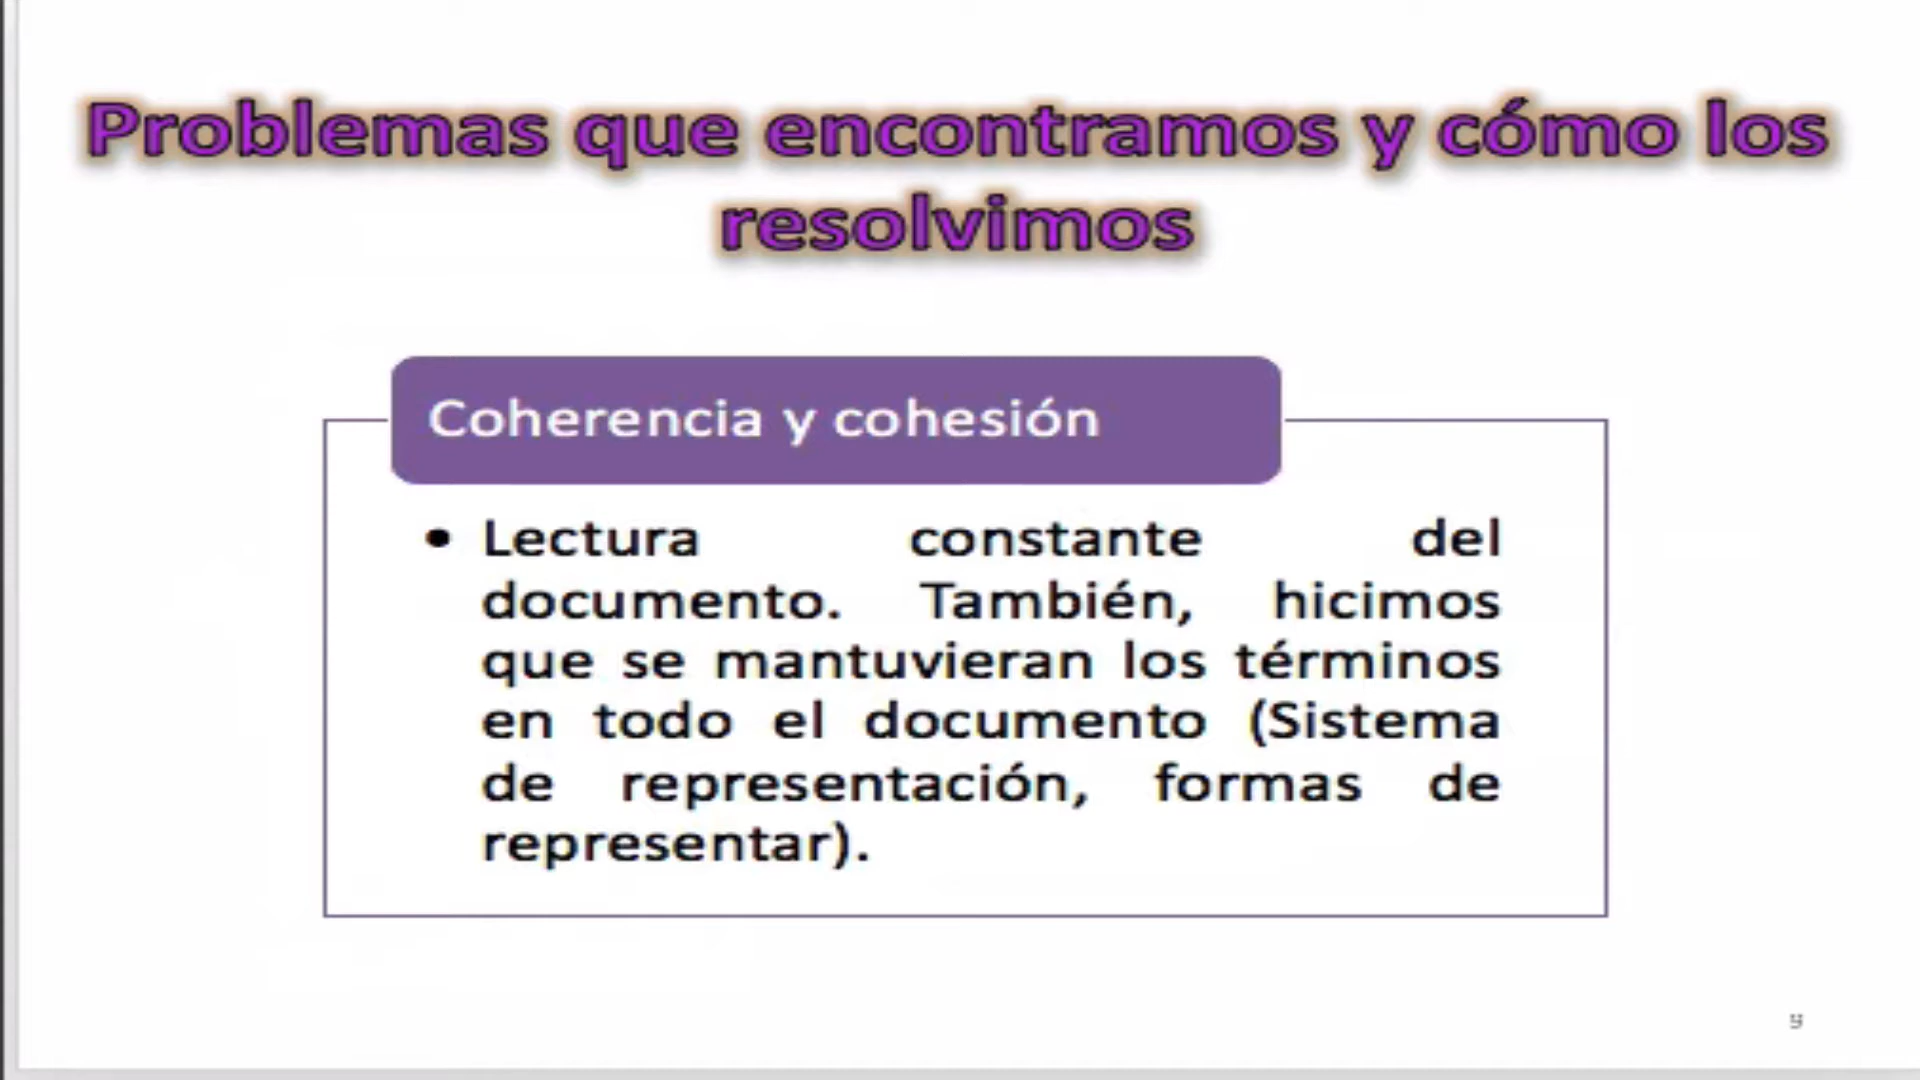 Problemas que encontramos y cómo los
resolvimos
Coherencia y cohesión
• Lectura constante del
documento. También, hicimos
que se mantuvieran los términos
en todo el documento (Sistema
de representación, formas de
representar).
9